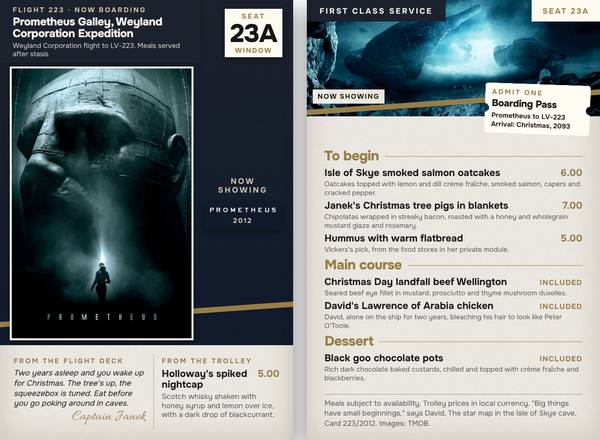 FLIGHT 223 · NOW BOARDING
Prometheus Galley, Weyland
Corporation Expedition
Weyland Corporation flight to LV-223. Meals served
after stasis
SEAT
23A
WINDOW
NOW
SHOWING
PROMETHEUS
2012
PROMETHEUS
FROM THE FLIGHT DECK
Two years asleep and you wake up
for Christmas. The tree's up, the
squeezebox is tuned. Eat before
you go poking around in caves.
Captain Janek
FROM THE TROLLEY
Holloway's spiked 5.00
nightcap
Scotch whisky shaken with
honey syrup and lemon over ice,
with a dark drop of blackcurrant.
FIRST CLASS SERVICE
SEAT 23A
NOW SHOWING
ADMIT ONE
Boarding Pass
Prometheus to LV-223
Arrival: Christmas, 2093
To begin
Isle of Skye smoked salmon oatcakes 6.00
Oatcakes topped with lemon and dill crème fraîche, smoked salmon, capers and
cracked pepper.
Janek's Christmas tree pigs in blankets 7.00
Chipolatas wrapped in streaky bacon, roasted with a honey and wholegrain
mustard glaze and rosemary.
Hummus with warm flatbread 5.00
Vickers's pick, from the food stores in her private module.
Main course
Christmas Day landfall beef Wellington INCLUDED
Seared beef eye fillet in mustard, prosciutto and thyme mushroom duxelles.
David's Lawrence of Arabia chicken INCLUDED
David, alone on the ship for two years, bleaching his hair to look like Peter
O'Toole.
Dessert
Black goo chocolate pots INCLUDED
Rich dark chocolate baked custards, chilled and topped with crème fraîche and
blackberries.
Meals subject to availability. Trolley prices in local currency. "Big things
have small beginnings," says David. The star map in the Isle of Skye cave.
Card 223/2012. Images: TMDB.